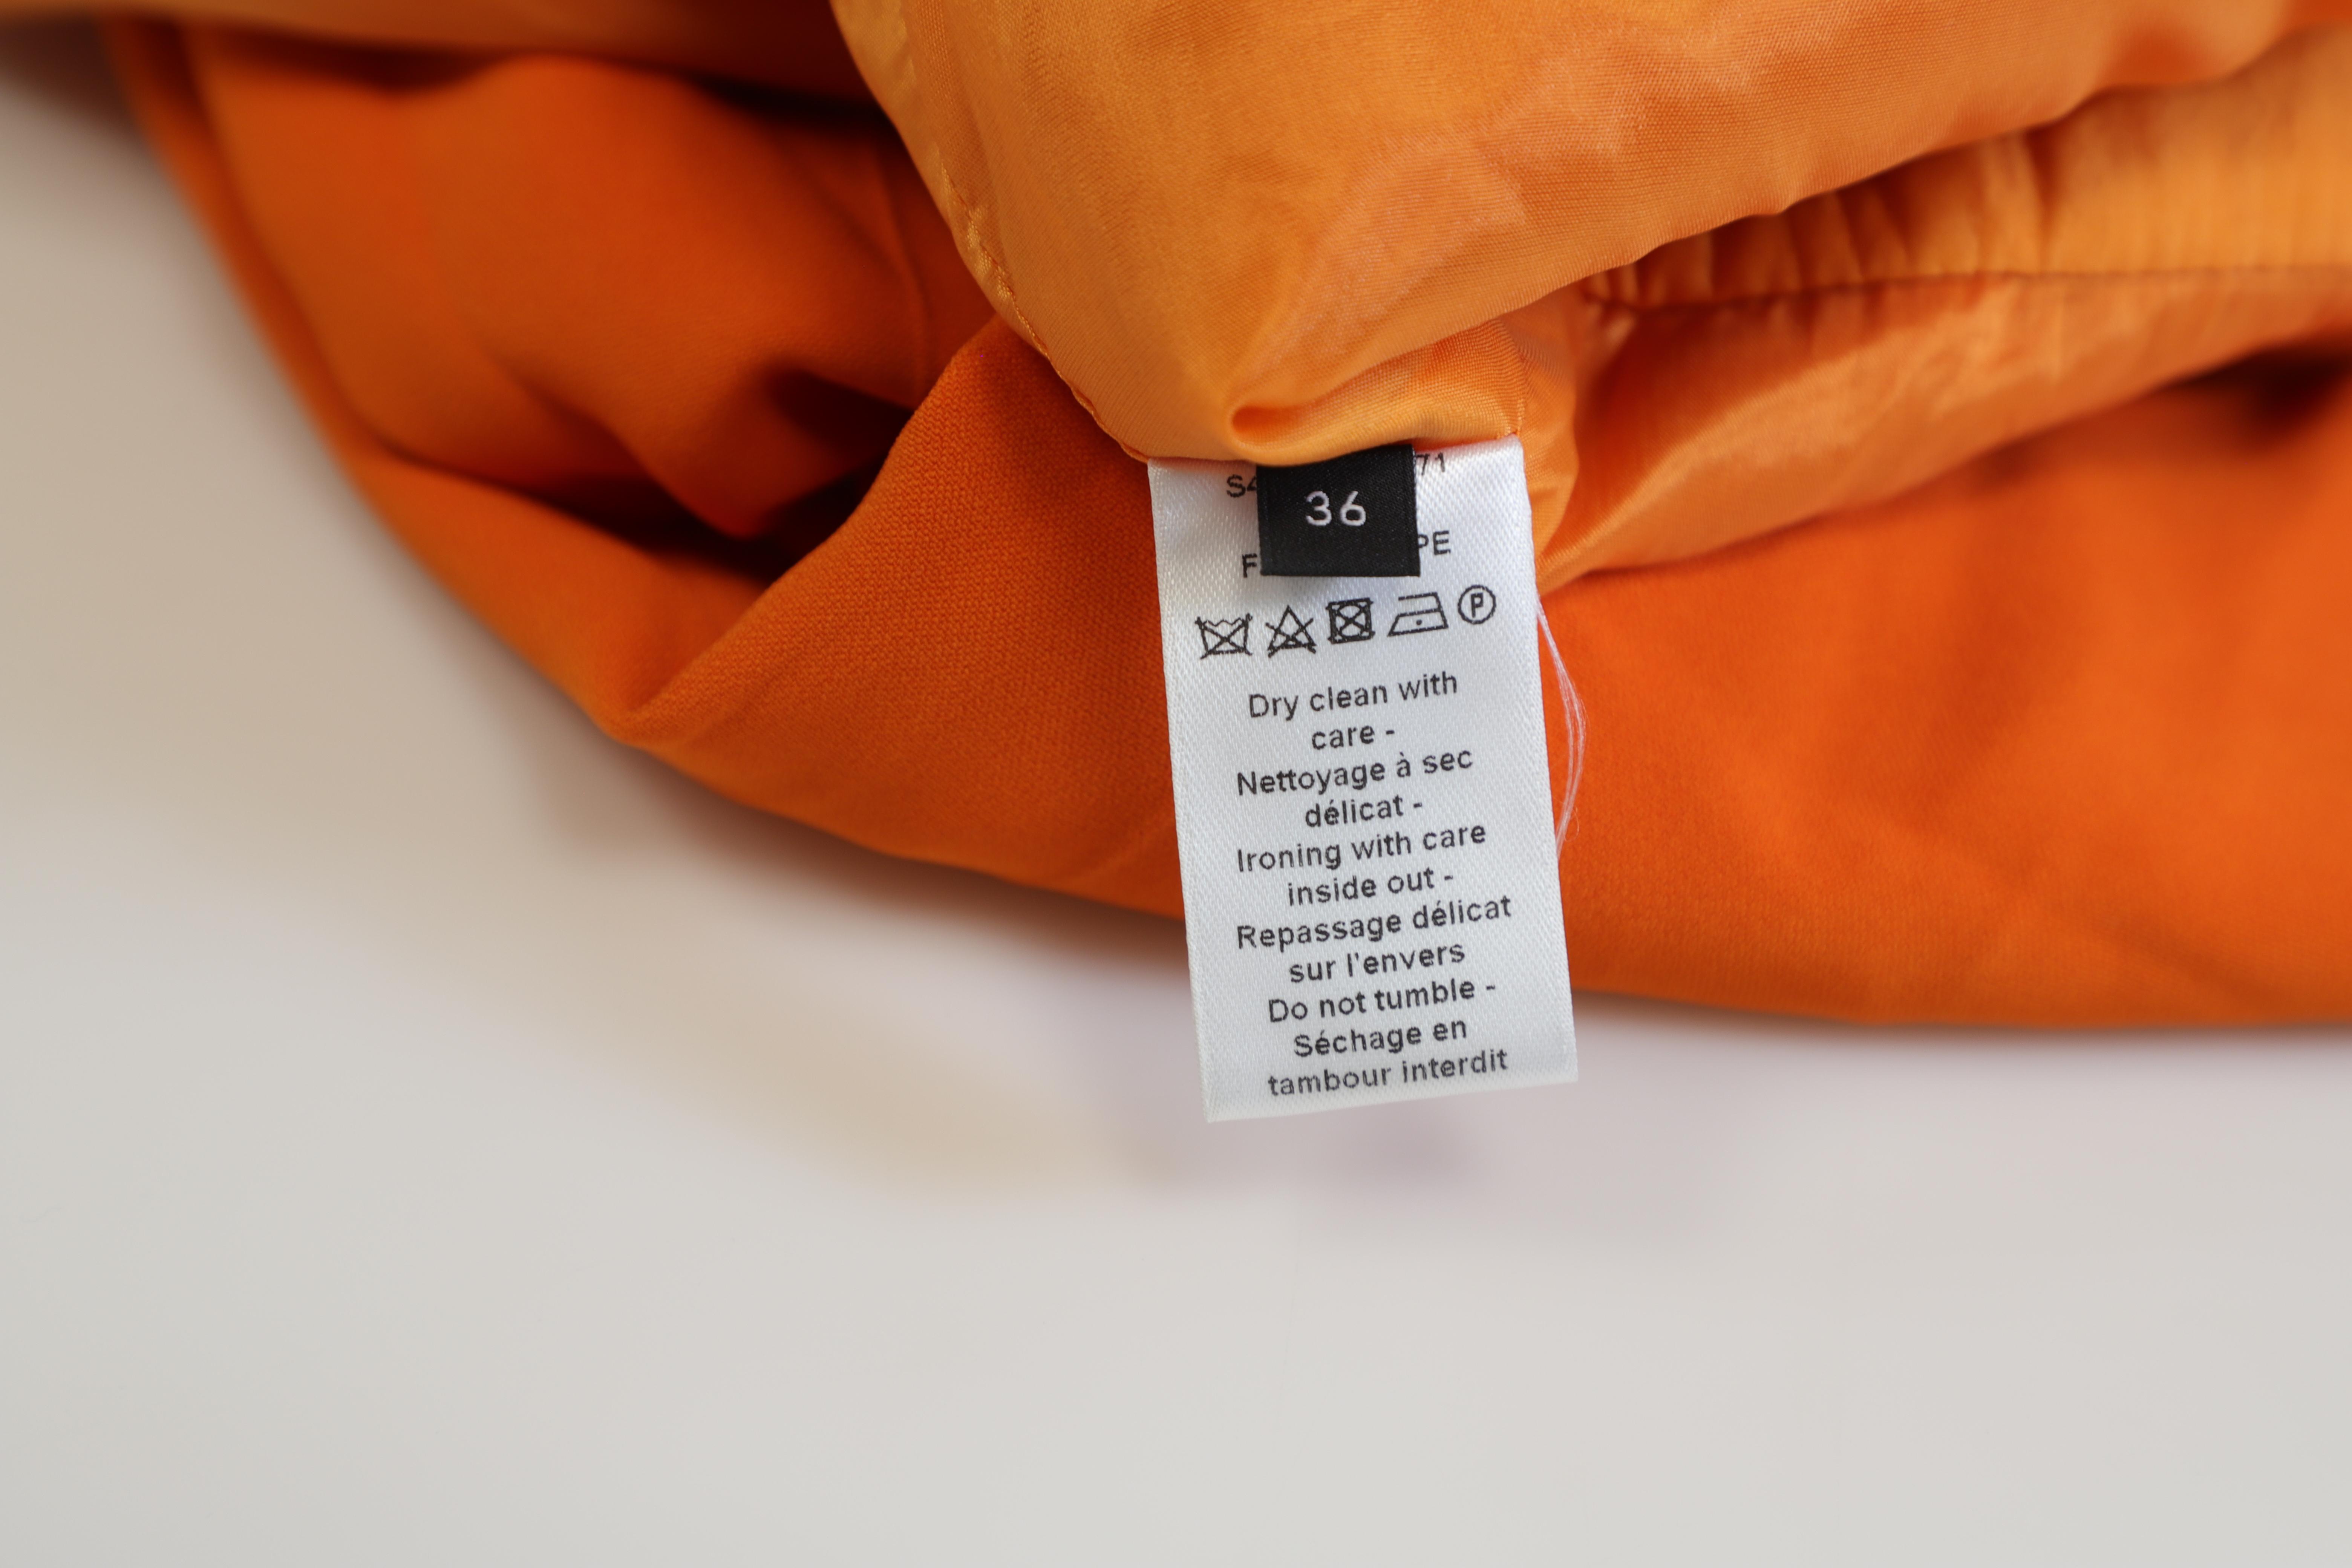 36
P
Dry clean with
care -
Nettoyage à sec
délicat -
Ironing with care
inside out -
Repassage délicat
sur l'envers
Do not tumble -
Séchage en
tambour interdit